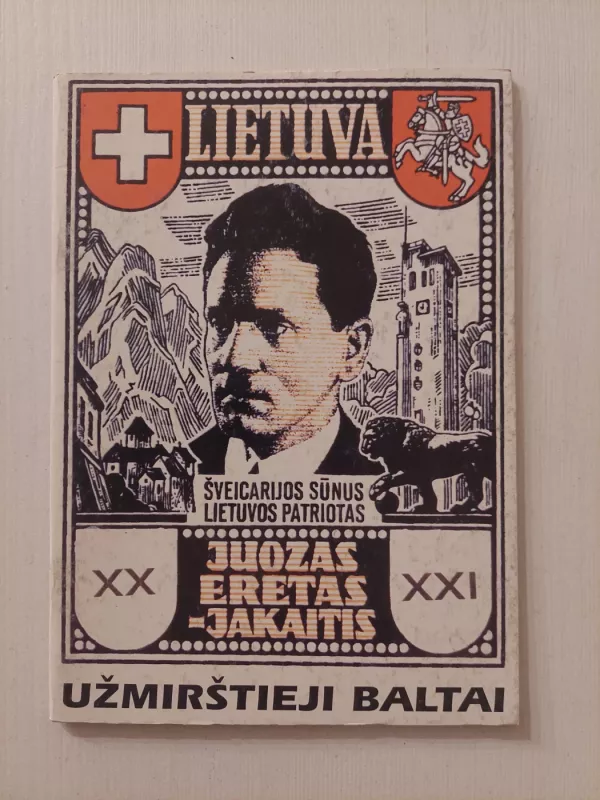 LIETUVA
ŠVEICARIJOS SŪNUS
LIETUVOS PATRIOTAS
XX
JUOZAS
ERETAS
-JAKAITIS
XXI
UŽMIRŠTIEJI BALTAI